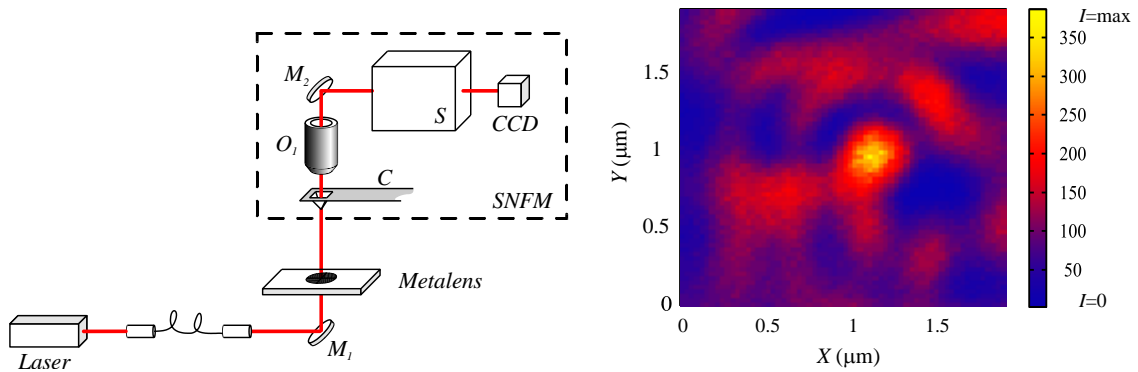 M₂
S
CCD
O₁
C
SNFM
Metalens
M₁
Laser
Y (μm)
1.5
1
0.5
0
0
0.5
1
1.5
X (μm)
I=max
350
300
250
200
150
100
50
I=0